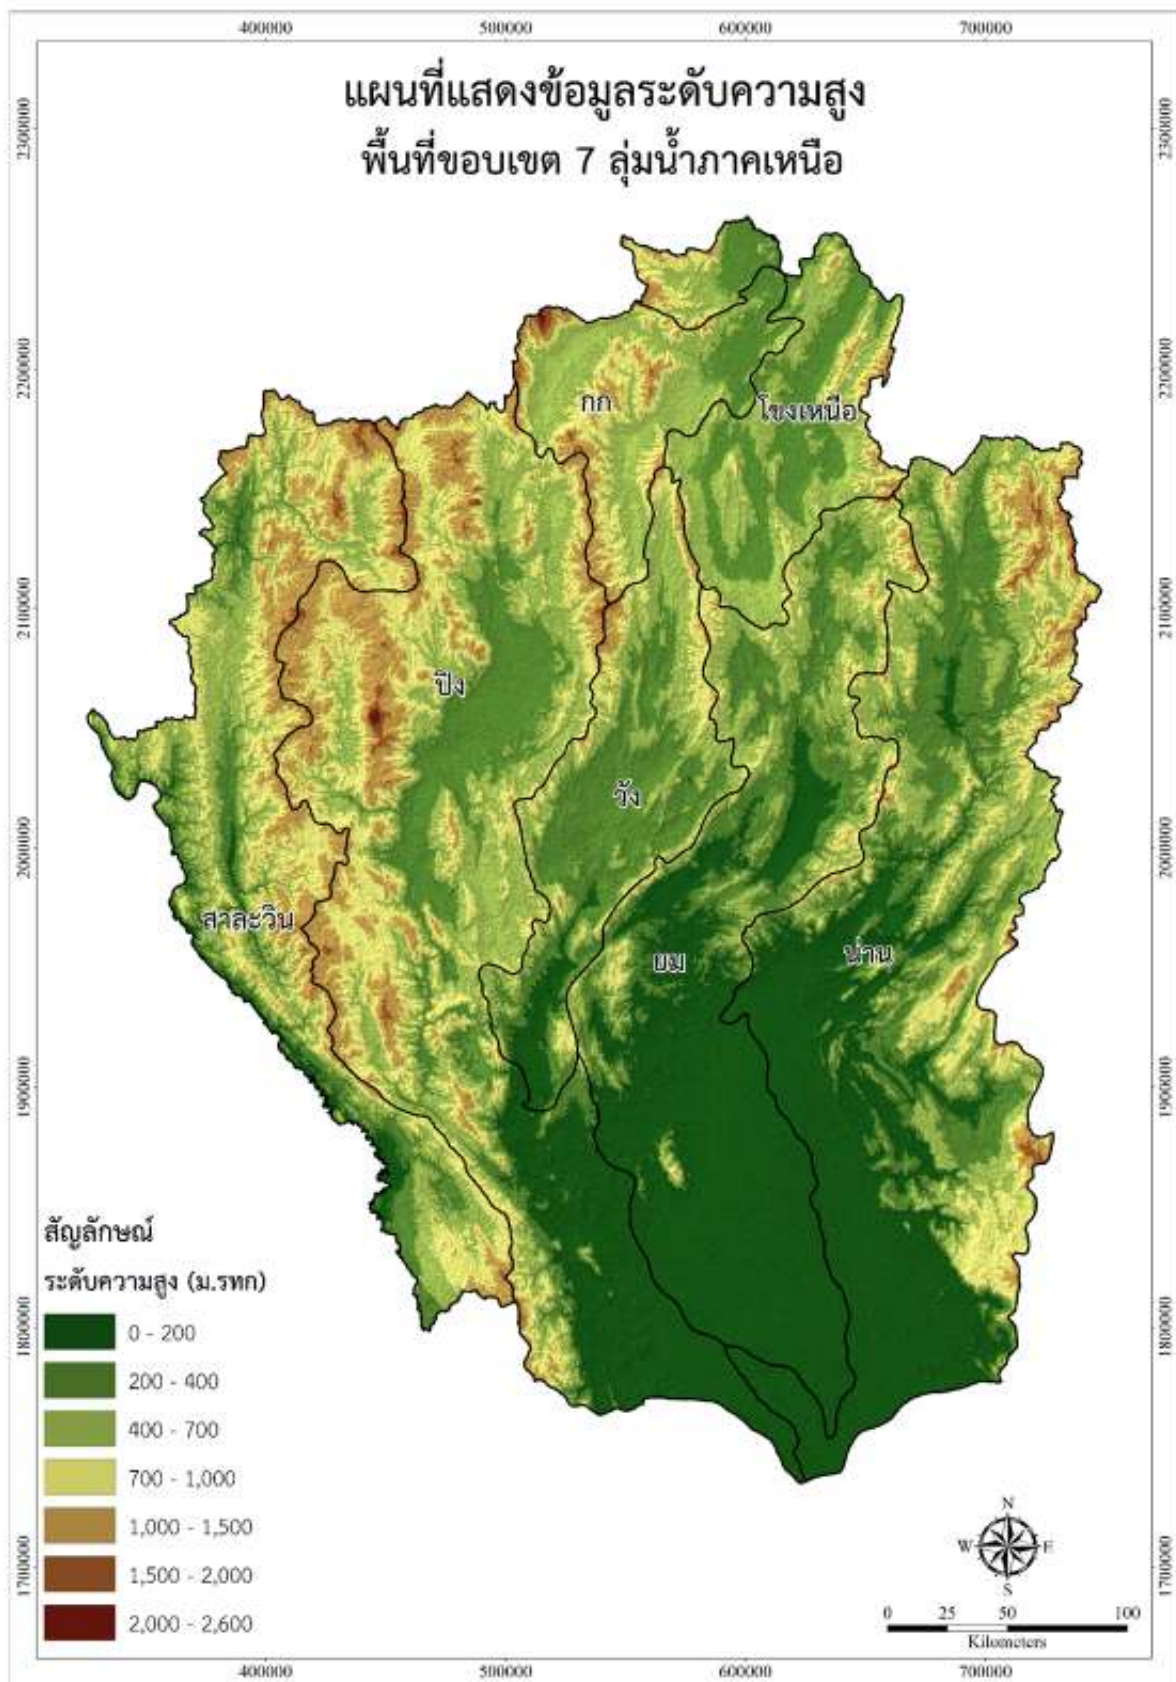 400000 500000 600000 700000
แผนที่แสดงข้อมูลระดับความสูง
พื้นที่ขอบเขต 7 ลุ่มน้ำภาคเหนือ
2300000 2300000
2200000 2200000
กก
โขงเหนือ
2100000 2100000
ปิง
วัง
2000000 2000000
สาละวิน
ยม
น่าน
1900000 1900000
สัญลักษณ์
ระดับความสูง (ม.รทก)
1800000 1800000
0 - 200
200 - 400
400 - 700
700 - 1,000
1,000 - 1,500
1,500 - 2,000
2,000 - 2,600
1700000 1700000
N
W E
S
0 25 50 100
Kilometers
400000 500000 600000 700000